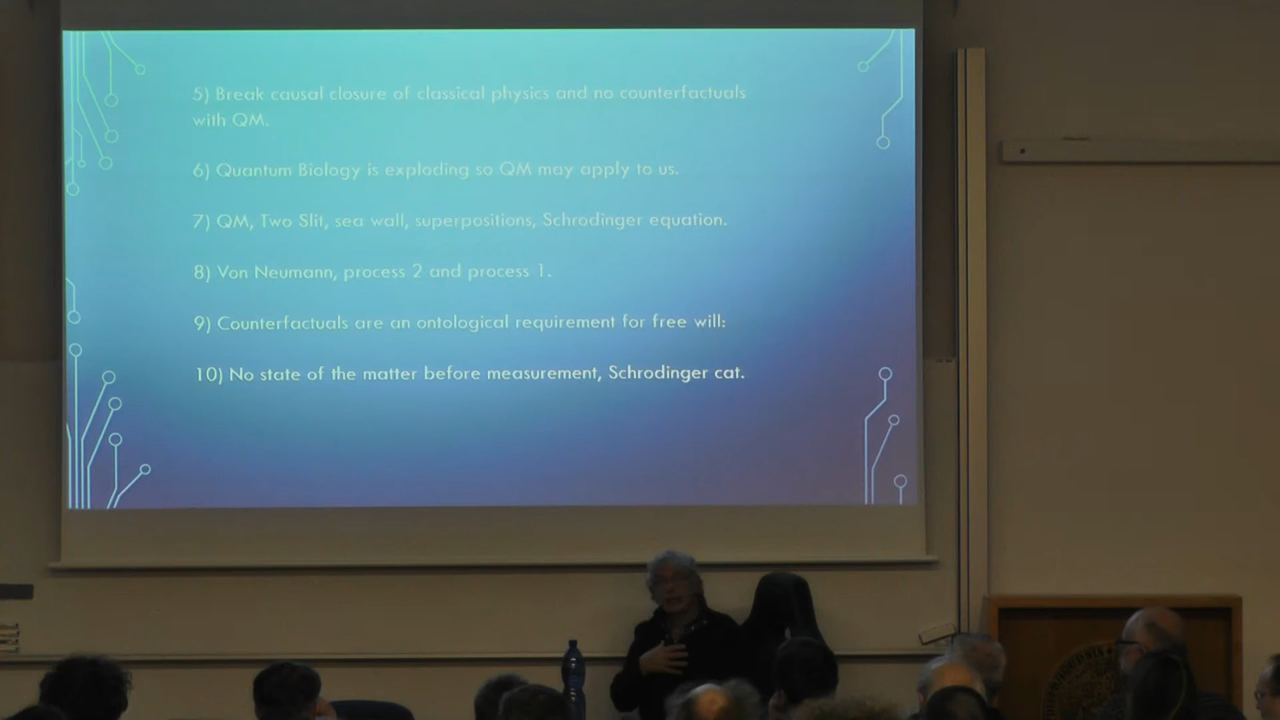 5) Break causal closure of classical physics and no counterfactuals
with QM.
6) Quantum Biology is exploding so QM may apply to us.
7) QM, Two Slit, sea wall, superpositions, Schrodinger equation.
8) Von Neumann, process 2 and process 1.
9) Counterfactuals are an ontological requirement for free will:
10) No state of the matter before measurement, Schrodinger cat.